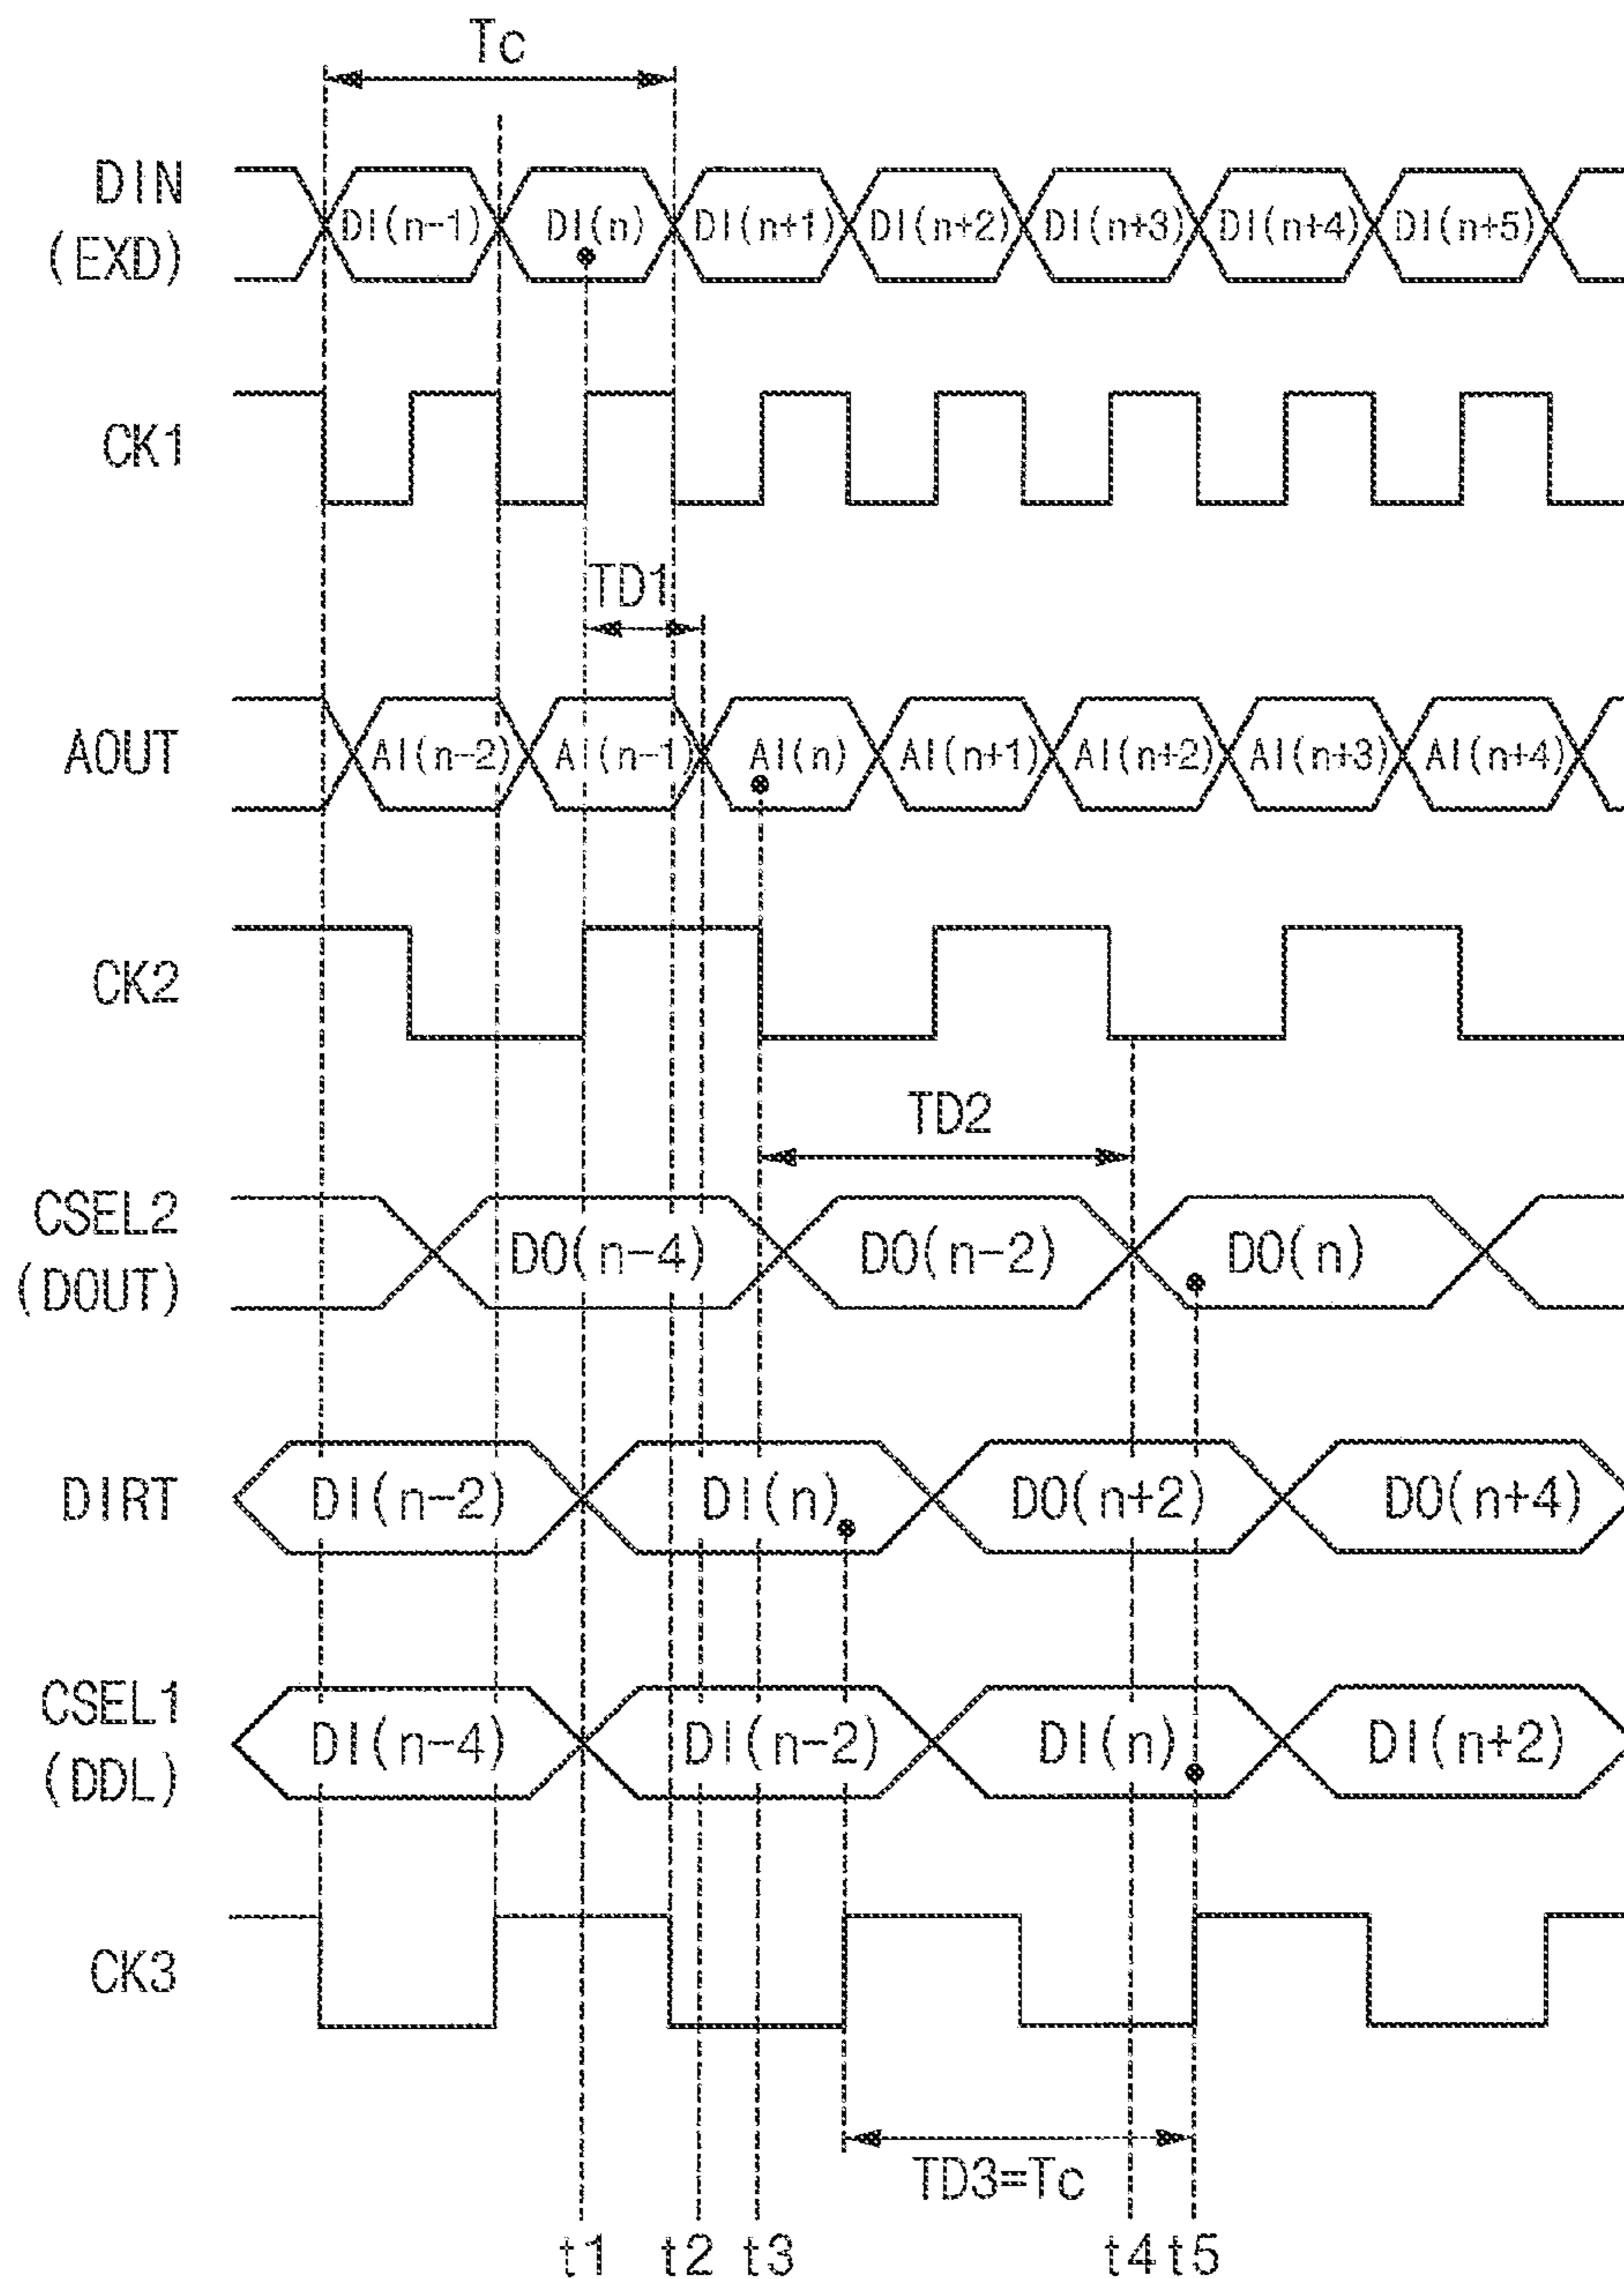 Tc
DIN
(EXD)
DI(n-1) DI(n) DI(n+1) DI(n+2) DI(n+3) DI(n+4) DI(n+5)
CK1
TD1
AOUT
AI(n-2) AI(n-1) AI(n) AI(n+1) AI(n+2) AI(n+3) AI(n+4)
CK2
TD2
CSEL2
(DOUT)
DO(n-4) DO(n-2) DO(n)
DIRT
DI(n-2) DI(n) DO(n+2) DO(n+4)
CSEL1
(DDL)
DI(n-4) DI(n-2) DI(n) DI(n+2)
CK3
TD3=Tc
t1 t2 t3 t4 t5